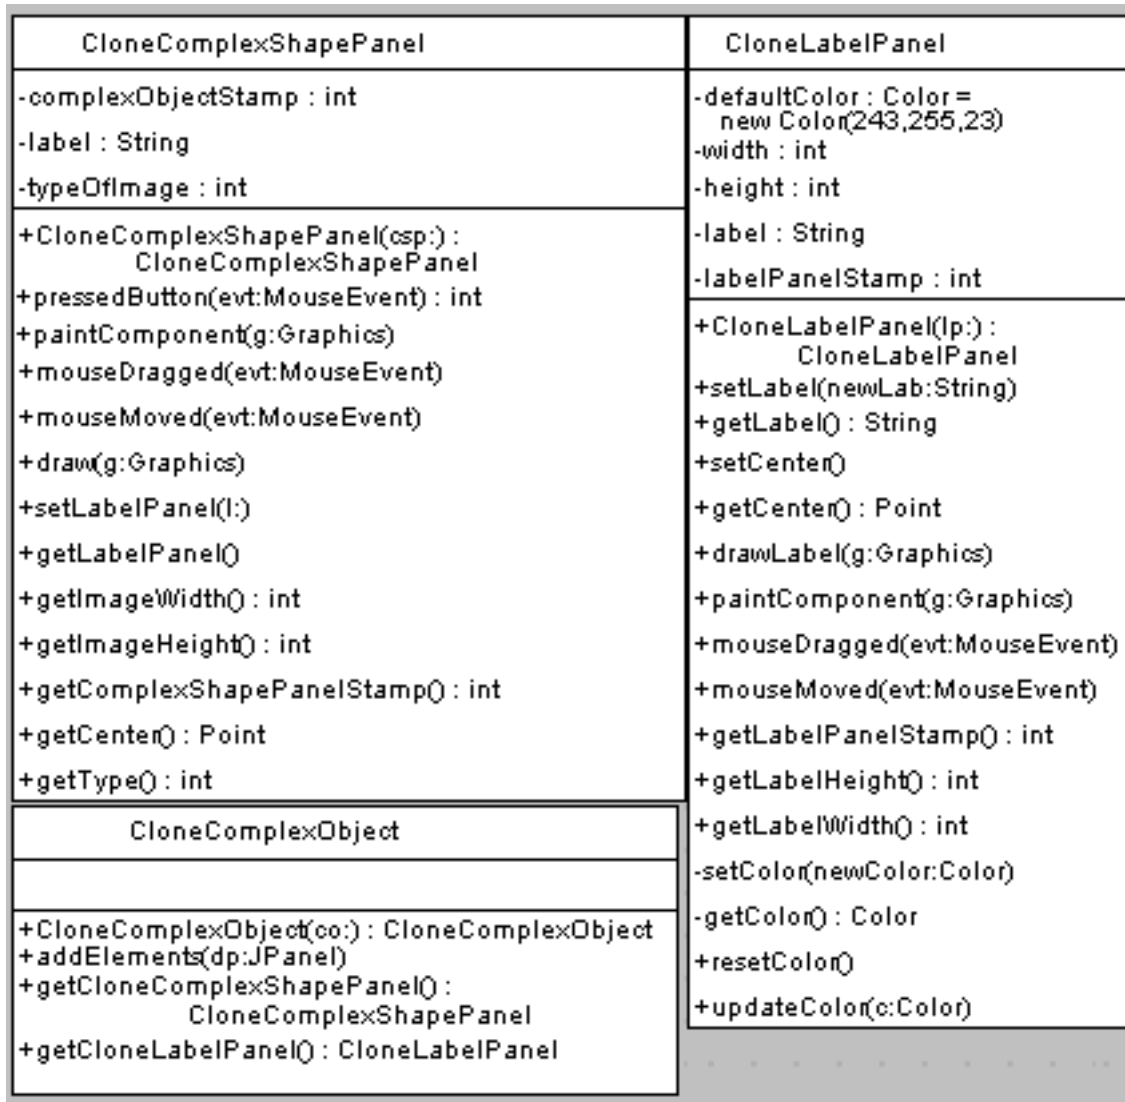 CloneComplexShapePanel
-complexObjectStamp : int
-label : String
-typeOfImage : int
+CloneComplexShapePanel(csp:) :
CloneComplexShapePanel
+pressedButton(evt:MouseEvent) : int
+paintComponent(g:Graphics)
+mouseDragged(evt:MouseEvent)
+mouseMoved(evt:MouseEvent)
+draw(g:Graphics)
+setLabelPanel(l:)
+getLabelPanel()
+getImageWidth() : int
+getImageHeight() : int
+getComplexShapePanelStamp() : int
+getCenter() : Point
+getType() : int
CloneComplexObject
+CloneComplexObject(co:) : CloneComplexObject
+addElements(dp:JPanel)
+getCloneComplexShapePanel() :
CloneComplexShapePanel
+getCloneLabelPanel() : CloneLabelPanel
CloneLabelPanel
-defaultColor : Color =
new Color(243,255,23)
-width : int
-height : int
-label : String
-labelPanelStamp : int
+CloneLabelPanel(lp:) :
CloneLabelPanel
+setLabel(newLab:String)
+getLabel() : String
+setCenter()
+getCenter() : Point
+drawLabel(g:Graphics)
+paintComponent(g:Graphics)
+mouseDragged(evt:MouseEvent)
+mouseMoved(evt:MouseEvent)
+getLabelPanelStamp() : int
+getLabelHeight() : int
+getLabelWidth() : int
-setColor(newColor:Color)
-getColor() : Color
+resetColor()
+updateColor(c:Color)